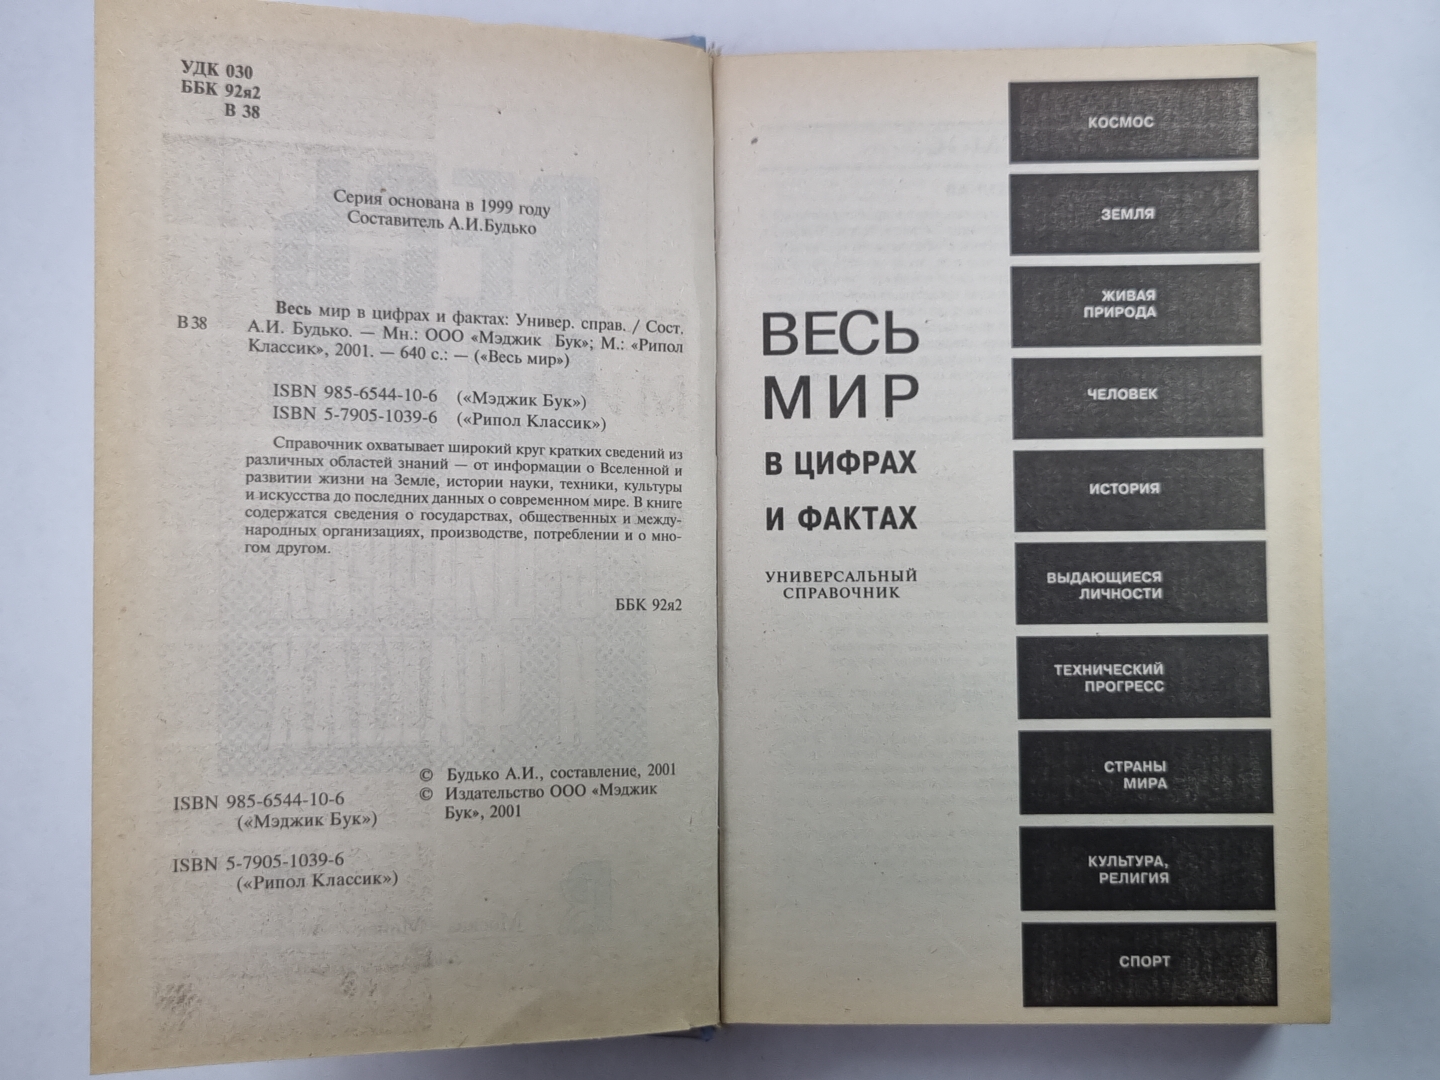 УДК 030
ББК 92я2
В 38
Серия основана в 1999 году
Составитель А.И.Будько
В 38
Весь мир в цифрах и фактах: Универ. справ. / Сост.
А.И. Будько. — Мн.: ООО «Мэджик Бук»; М.: «Рипол
Классик», 2001. — 640 с.: — («Весь мир»)
ISBN 985-6544-10-6 («Мэджик Бук»)
ISBN 5-7905-1039-6 («Рипол Классик»)
Справочник охватывает широкий круг кратких сведений из
различных областей знаний — от информации о Вселенной и
развитии жизни на Земле, истории науки, техники, культуры
и искусства до последних данных о современном мире. В книге
содержатся сведения о государствах, общественных и между-
народных организациях, производстве, потреблении и о мно-
гом другом.
ББК 92я2
© Будько А.И., составление, 2001
© Издательство ООО «Мэджик
Бук», 2001
ISBN 985-6544-10-6
(«Мэджик Бук»)
ISBN 5-7905-1039-6
(«Рипол Классик»)
ВЕСЬ
МИР
В ЦИФРАХ
И ФАКТАХ
УНИВЕРСАЛЬНЫЙ
СПРАВОЧНИК
КОСМОС
ЗЕМЛЯ
ЖИВАЯ
ПРИРОДА
ЧЕЛОВЕК
ИСТОРИЯ
ВЫДАЮЩИЕСЯ
ЛИЧНОСТИ
ТЕХНИЧЕСКИЙ
ПРОГРЕСС
СТРАНЫ
МИРА
КУЛЬТУРА,
РЕЛИГИЯ
СПОРТ